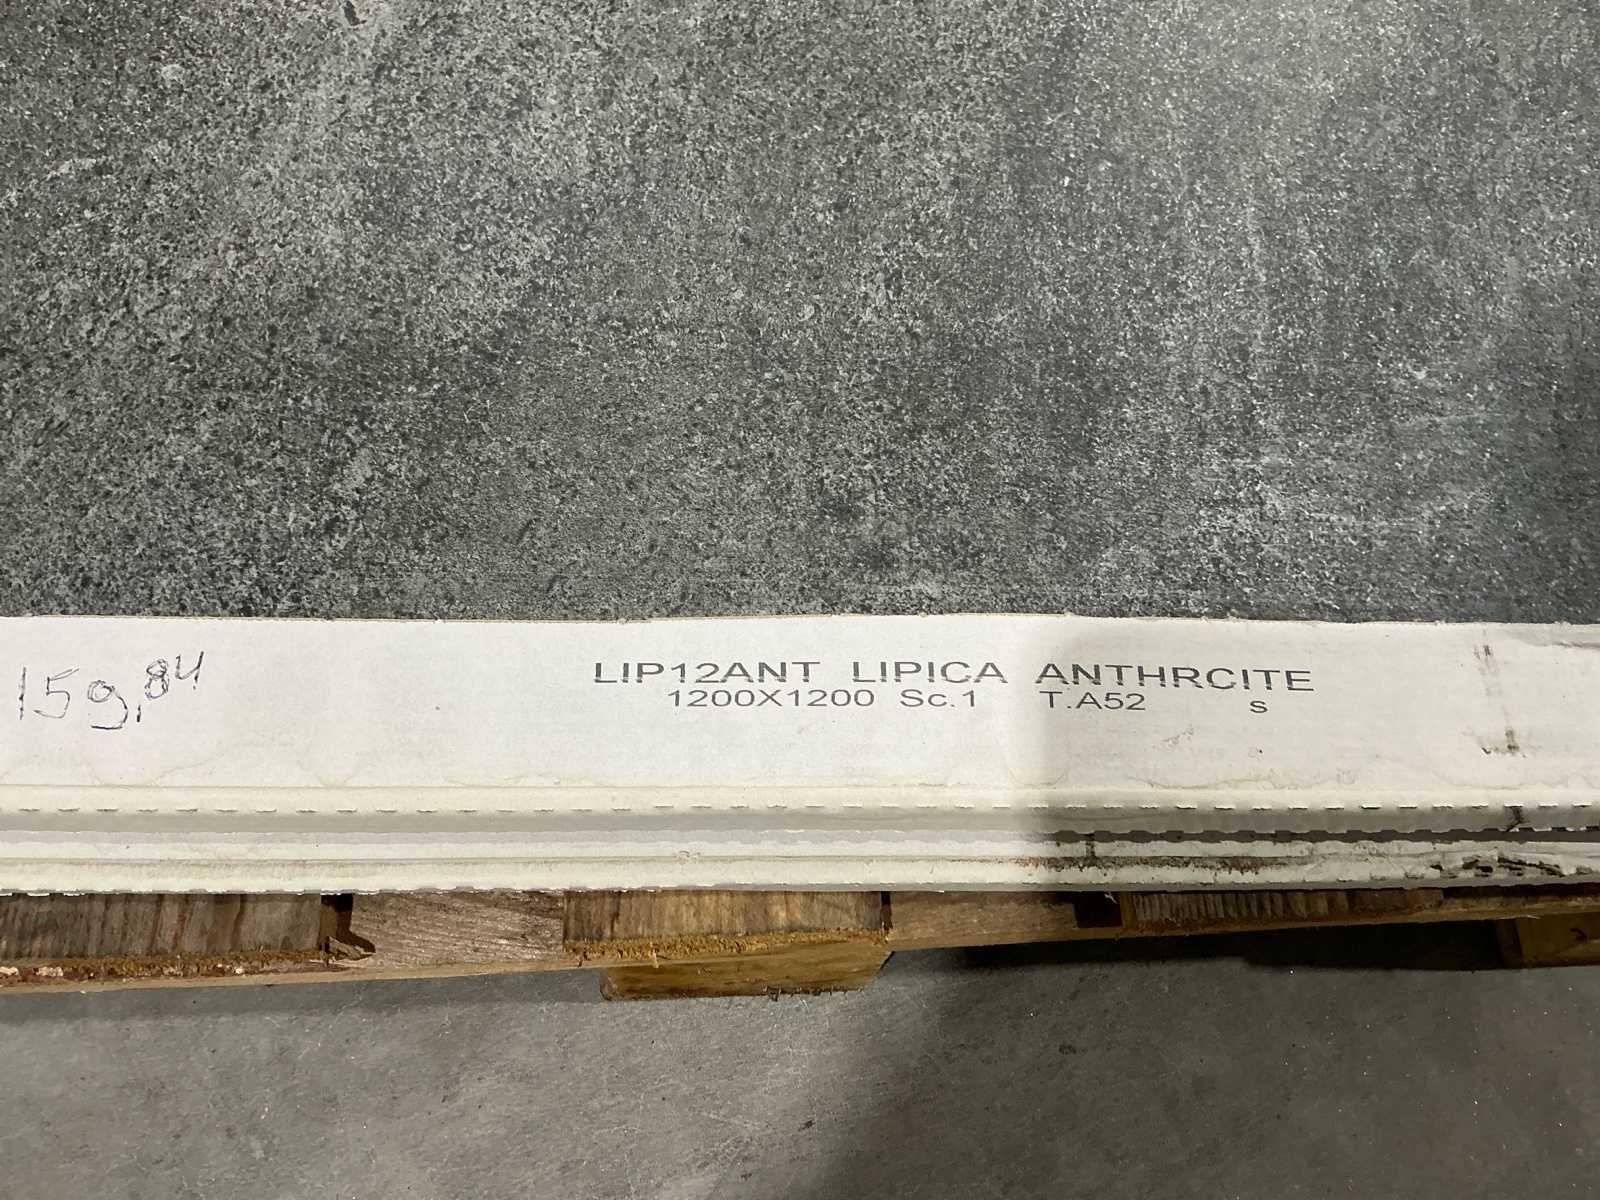 159,84
LIP12ANT LIPICA ANTHRCITE
1200X1200 Sc.1 T.A52 s